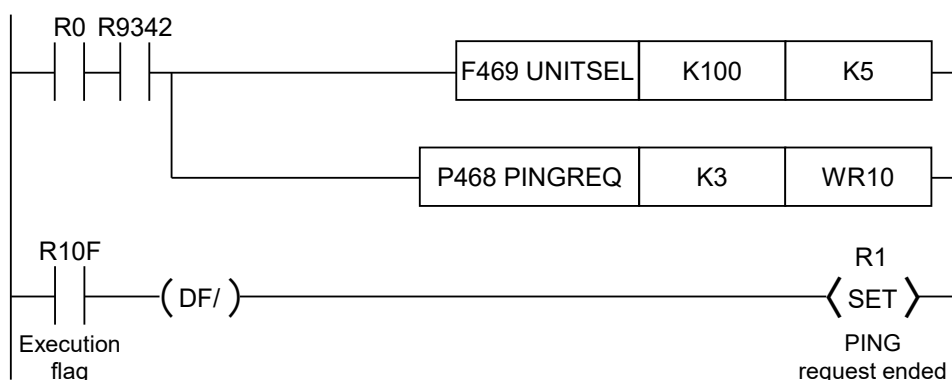 R0 R9342
F469 UNITSEL K100 K5
P468 PINGREQ K3 WR10
R10F R1
DF/ SET
Execution PING
flag request ended